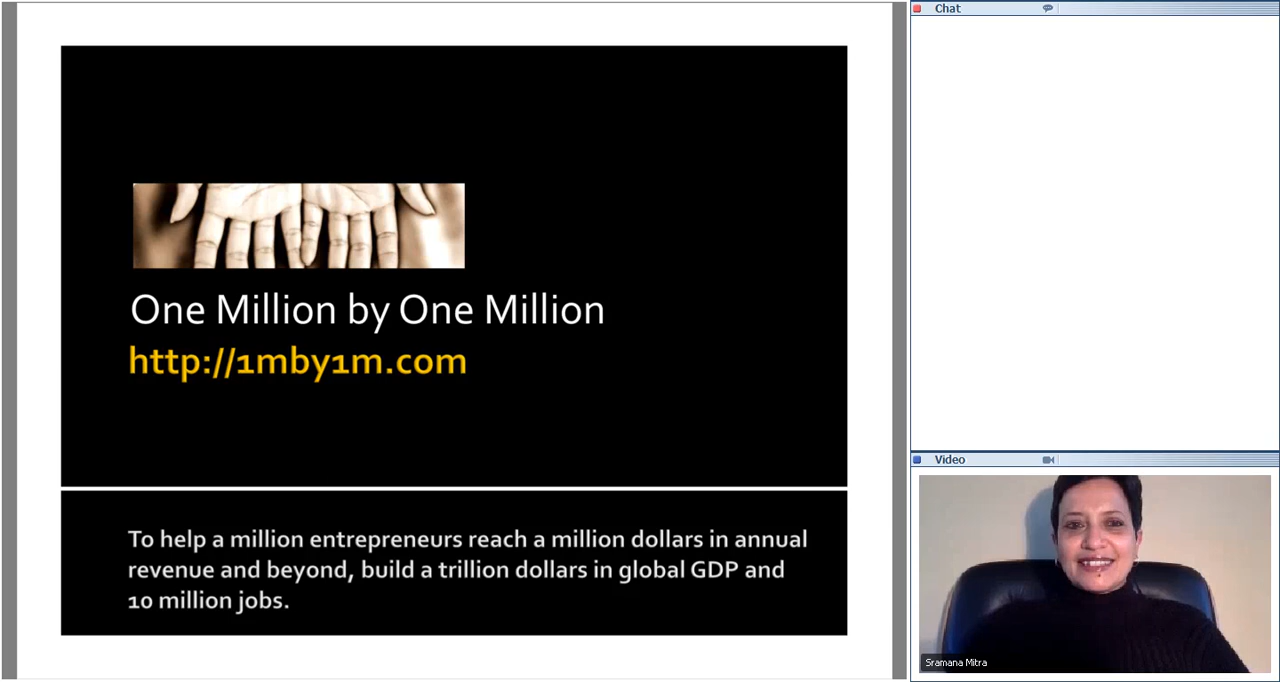 One Million by One Million
http://1mby1m.com
To help a million entrepreneurs reach a million dollars in annual
revenue and beyond, build a trillion dollars in global GDP and
10 million jobs.
Chat
Video
Sramana Mitra